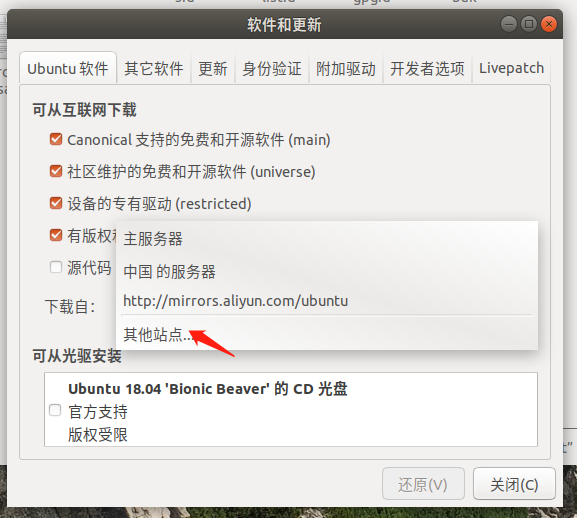 软件和更新
Ubuntu 软件 其它软件 更新 身份验证 附加驱动 开发者选项 Livepatch
可从互联网下载
Canonical 支持的免费和开源软件 (main)
社区维护的免费和开源软件 (universe)
设备的专有驱动 (restricted)
有版权和
源代码
主服务器
中国 的服务器
http://mirrors.aliyun.com/ubuntu
下载自：
其他站点...
可从光驱安装
Ubuntu 18.04 'Bionic Beaver' 的 CD 光盘
官方支持
版权受限
还原(V) 关闭(C)